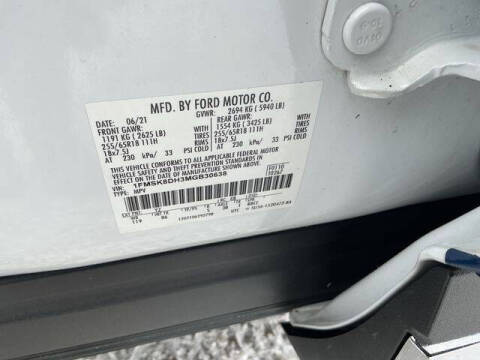 MFD. BY FORD MOTOR CO.
DATE: 06/21 GVWR: 2694 KG ( 5940 LB)
FRONT GAWR: REAR GAWR:
1191 KG ( 2625 LB) WITH 1554 KG ( 3425 LB) WITH
255/65R18 111H TIRES 255/65R18 111H TIRES
18x7.5J RIMS 18x7.5J RIMS
AT 230 kPa/ 33 PSI COLD AT 230 kPa/ 33 PSI COLD
THIS VEHICLE CONFORMS TO ALL APPLICABLE FEDERAL MOTOR
VEHICLE SAFETY AND THEFT PREVENTION STANDARDS IN
EFFECT ON THE DATE OF MANUFACTURE SHOWN ABOVE.
VIN: 1FMSK8DH3MGB30638
TYPE: MPV